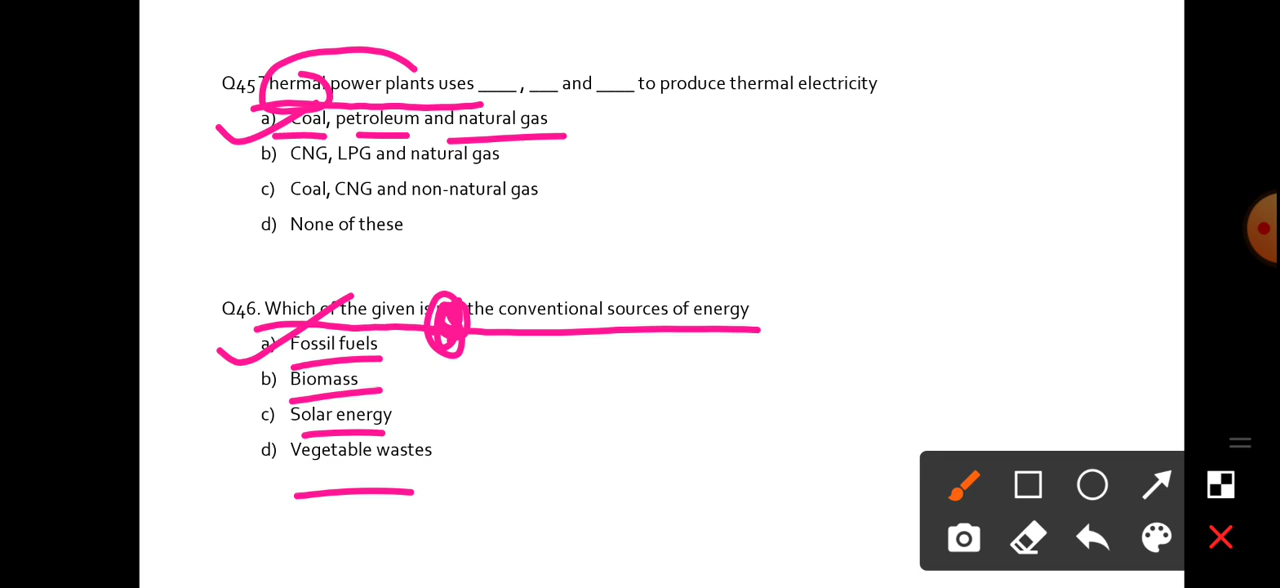 Q45 Thermal power plants uses ____ , ___ and ____ to produce thermal electricity
a) Coal, petroleum and natural gas
b) CNG, LPG and natural gas
c) Coal, CNG and non-natural gas
d) None of these
Q46. Which of the given is the conventional sources of energy
a) Fossil fuels
b) Biomass
c) Solar energy
d) Vegetable wastes